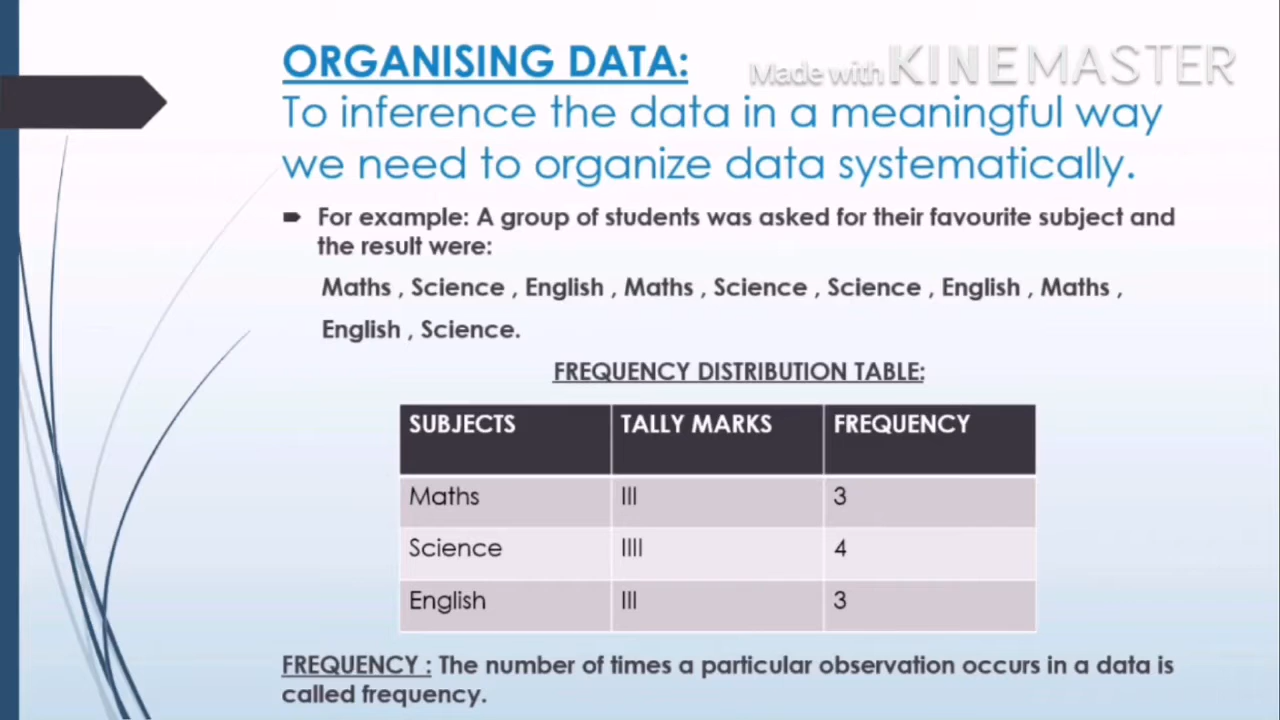 ORGANISING DATA:
Made with KINEMASTER
To inference the data in a meaningful way
we need to organize data systematically.
For example: A group of students was asked for their favourite subject and
the result were:
Maths , Science , English , Maths , Science , Science , English , Maths ,
English , Science.
FREQUENCY DISTRIBUTION TABLE:
SUBJECTS TALLY MARKS FREQUENCY
Maths III 3
Science IIII 4
English III 3
FREQUENCY : The number of times a particular observation occurs in a data is
called frequency.